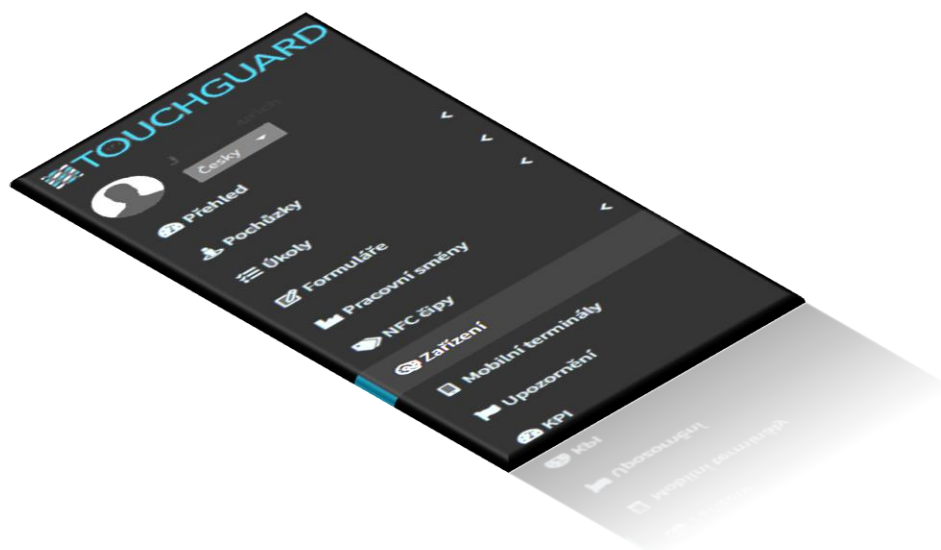 TOUCHGUARD
Česky
Přehled
Pochůzky
Úkoly
Formuláře
Pracovní směny
NFC čipy
Zařízení
Mobilní terminály
Upozornění
KPI